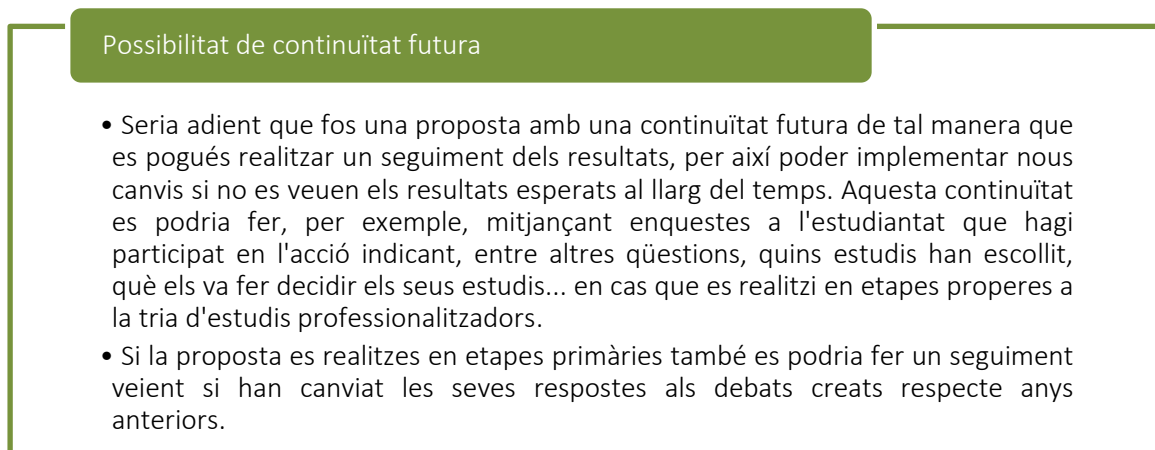 Possibilitat de continuïtat futura
• Seria adient que fos una proposta amb una continuïtat futura de tal manera que
es pogués realitzar un seguiment dels resultats, per així poder implementar nous
canvis si no es veuen els resultats esperats al llarg del temps. Aquesta continuïtat
es podria fer, per exemple, mitjançant enquestes a l'estudiantat que hagi
participat en l'acció indicant, entre altres qüestions, quins estudis han escollit,
què els va fer decidir els seus estudis... en cas que es realitzi en etapes properes a
la tria d'estudis professionalitzadors.
• Si la proposta es realitzes en etapes primàries també es podria fer un seguiment
veient si han canviat les seves respostes als debats creats respecte anys
anteriors.